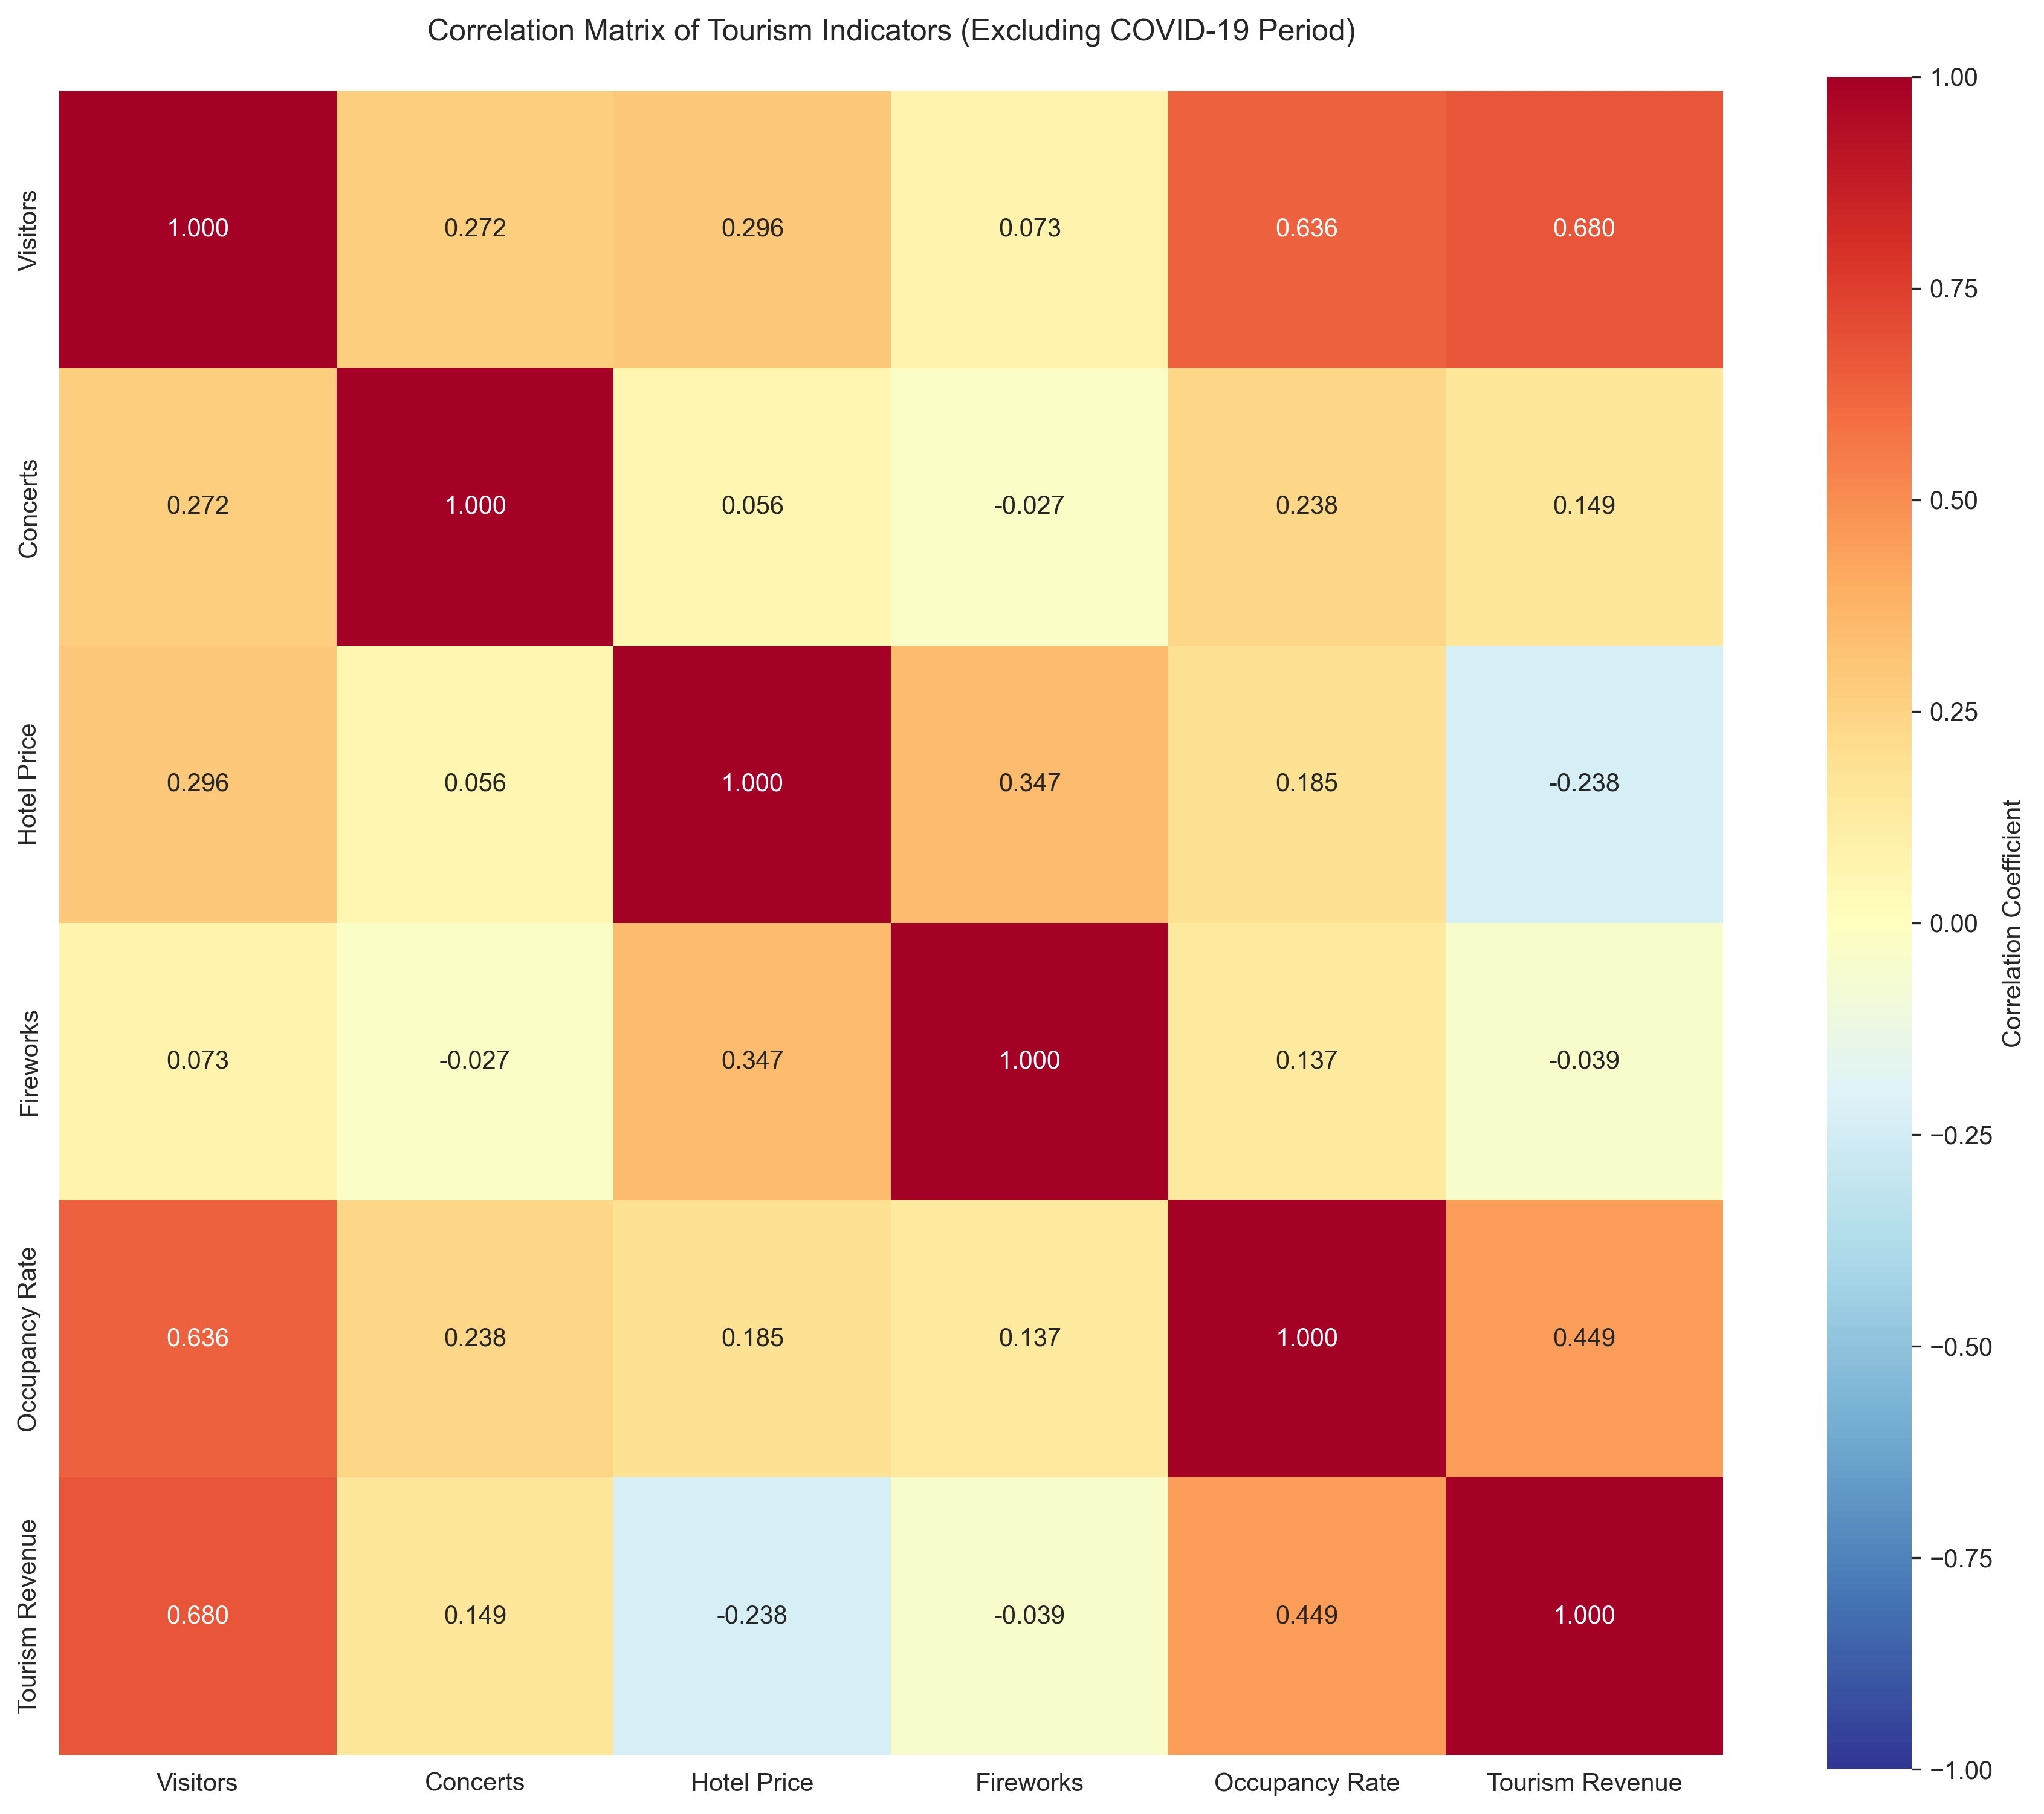 Correlation Matrix of Tourism Indicators (Excluding COVID-19 Period)
Visitors 1.000 0.272 0.296 0.073 0.636 0.680
Concerts 0.272 1.000 0.056 -0.027 0.238 0.149
Hotel Price 0.296 0.056 1.000 0.347 0.185 -0.238
Fireworks 0.073 -0.027 0.347 1.000 0.137 -0.039
Occupancy Rate 0.636 0.238 0.185 0.137 1.000 0.449
Tourism Revenue 0.680 0.149 -0.238 -0.039 0.449 1.000
Visitors Concerts Hotel Price Fireworks Occupancy Rate Tourism Revenue
1.00
0.75
0.50
0.25
0.00
−0.25
−0.50
−0.75
−1.00
Correlation Coefficient